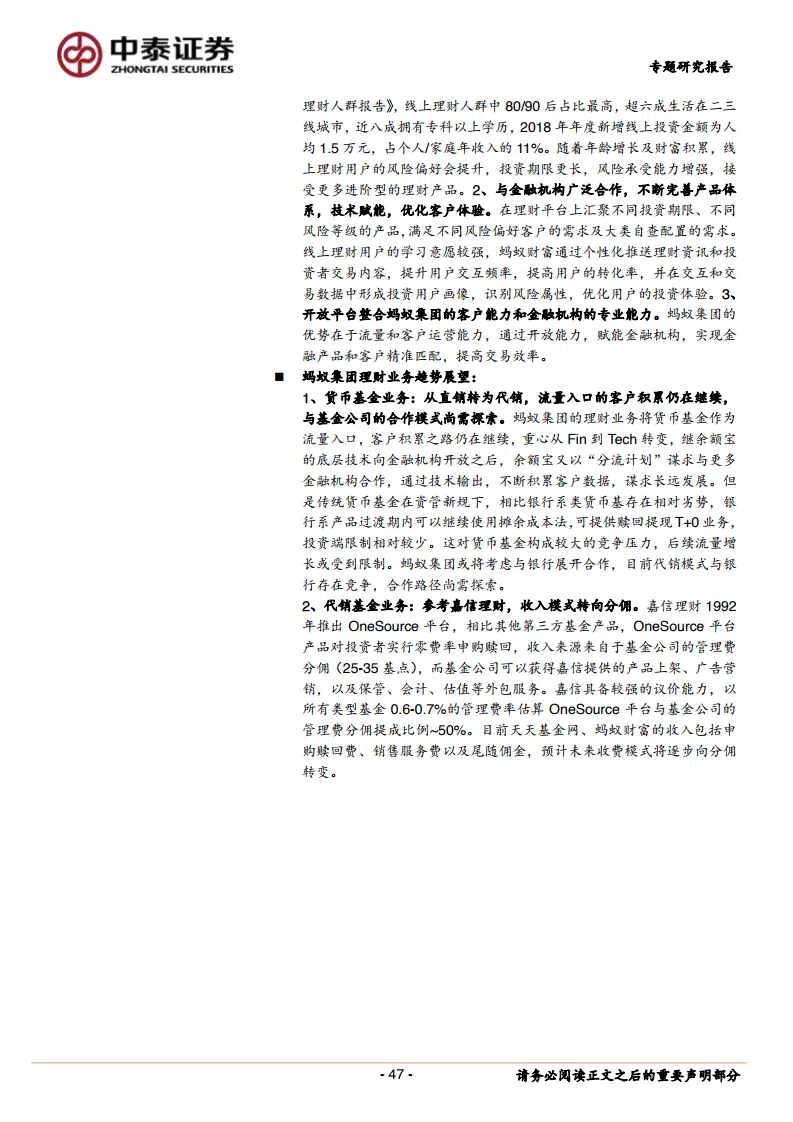 中泰证券
ZHONGTAI SECURITIES
专题研究报告
理财人群报告》，线上理财人群中 80/90 后占比最高，超六成生活在二三
线城市，近八成拥有专科以上学历，2018 年年度新增线上投资金额为人
均 1.5 万元，占个人/家庭年收入的 11%。随着年龄增长及财富积累，线
上理财用户的风险偏好会提升，投资期限更长，风险承受能力增强，接
受更多进阶型的理财产品。2、与金融机构广泛合作，不断完善产品体
系，技术赋能，优化客户体验。在理财平台上汇聚不同投资期限、不同
风险等级的产品，满足不同风险偏好客户的需求及大类自查配置的需求。
线上理财用户的学习意愿较强，蚂蚁财富通过个性化推送理财资讯和投
资者交易内容，提升用户交互频率，提高用户的转化率，并在交互和交
易数据中形成投资用户画像，识别风险属性，优化用户的投资体验。3、
开放平台整合蚂蚁集团的客户能力和金融机构的专业能力。蚂蚁集团的
优势在于流量和客户运营能力，通过开放能力，赋能金融机构，实现金
融产品和客户精准匹配，提高交易效率。
■ 蚂蚁集团理财业务趋势展望：
1、货币基金业务：从直销转为代销，流量入口的客户积累仍在继续，
与基金公司的合作模式尚需探索。蚂蚁集团的理财业务将货币基金作为
流量入口，客户积累之路仍在继续，重心从 Fin 到 Tech 转变，继余额宝
的底层技术向金融机构开放之后，余额宝又以“分流计划”谋求与更多
金融机构合作，通过技术输出，不断积累客户数据，谋求长远发展。但
是传统货币基金在资管新规下，相比银行系类货币基存在相对劣势，银
行系产品过渡期内可以继续使用摊余成本法，可提供赎回提现 T+0 业务，
投资端限制相对较少。这对货币基金构成较大的竞争压力，后续流量增
长或受到限制。蚂蚁集团或将考虑与银行展开合作，目前代销模式与银
行存在竞争，合作路径尚需探索。
2、代销基金业务：参考嘉信理财，收入模式转向分佣。嘉信理财 1992
年推出 OneSource 平台，相比其他第三方基金产品，OneSource 平台
产品对投资者实行零费率申购赎回，收入来源来自于基金公司的管理费
分佣（25-35 基点），而基金公司可以获得嘉信提供的产品上架、广告营
销，以及保管、会计、估值等外包服务。嘉信具备较强的议价能力，以
所有类型基金 0.6-0.7%的管理费率估算 OneSource 平台与基金公司的
管理费分佣提成比例~50%。目前天天基金网、蚂蚁财富的收入包括申
购赎回费、销售服务费以及尾随佣金，预计未来收费模式将逐步向分佣
转变。
- 47 -
请务必阅读正文之后的重要声明部分